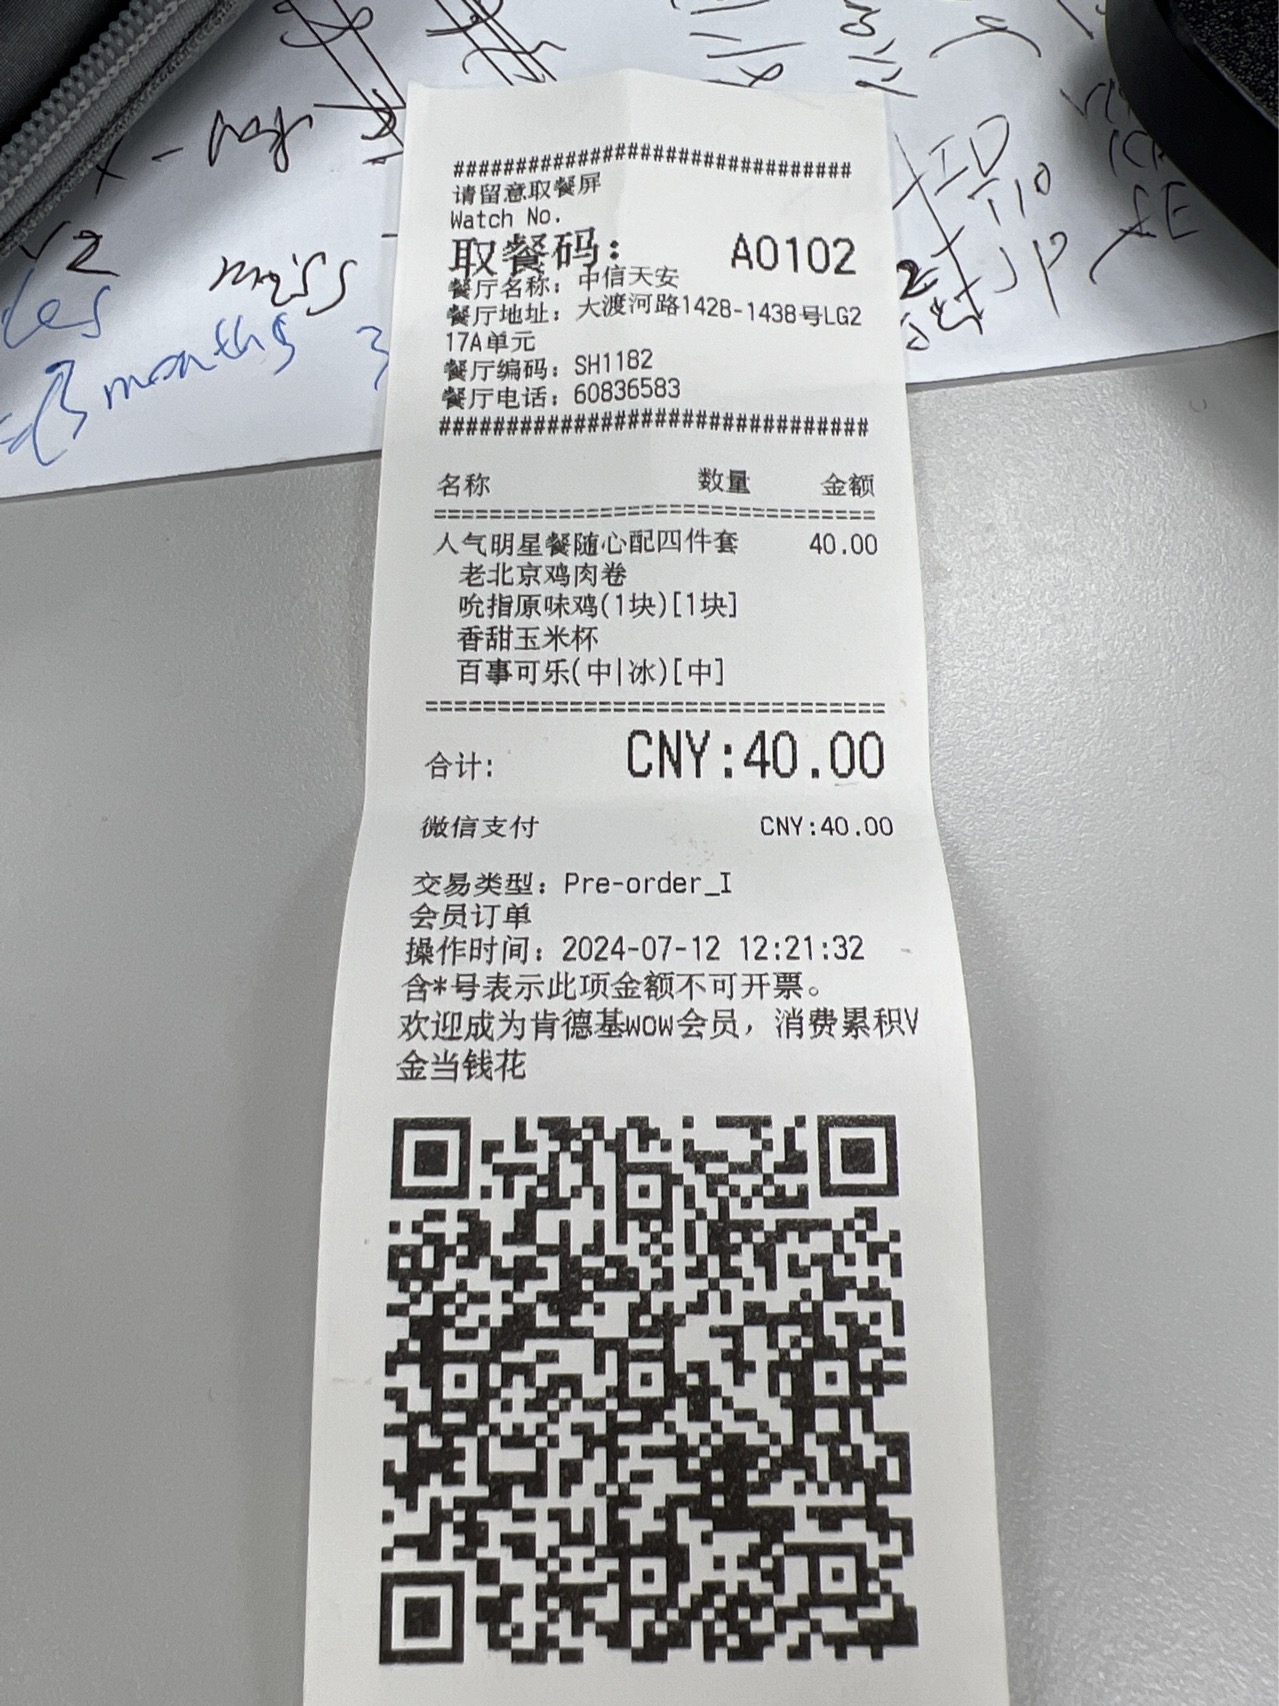 x-
miss
3 months 3
ID
T10
JP
SE
################################
请留意取餐屏
Watch No.
取餐码: A0102
餐厅名称: 中信天安
餐厅地址: 大渡河路1428-1438号LG2
17A单元
餐厅编码: SH1182
餐厅电话: 60836583
################################
名称 数量 金额
================================
人气明星餐随心配四件套 40.00
老北京鸡肉卷
吮指原味鸡(1块)[1块]
香甜玉米杯
百事可乐(中|冰)[中]
================================
合计: CNY:40.00
微信支付 CNY:40.00
交易类型: Pre-order_I
会员订单
操作时间: 2024-07-12 12:21:32
含*号表示此项金额不可开票。
欢迎成为肯德基WOW会员, 消费累积V
金当钱花